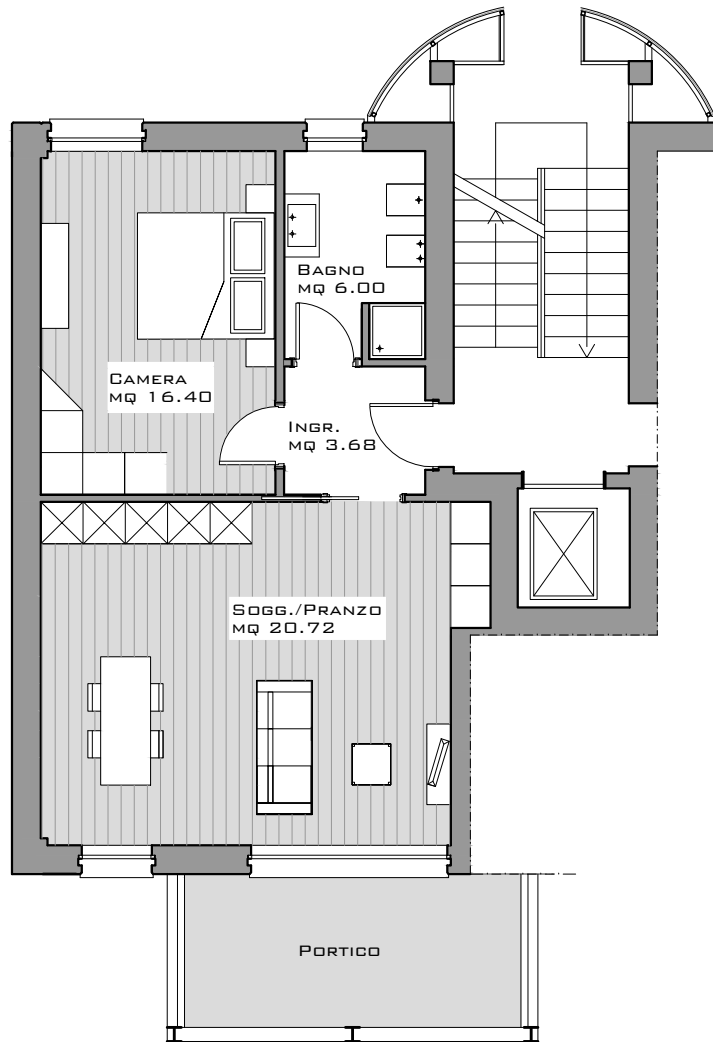 Bagno
mq 6.00
Camera
mq 16.40
Ingr.
mq 3.68
Sogg./Pranzo
mq 20.72
Portico